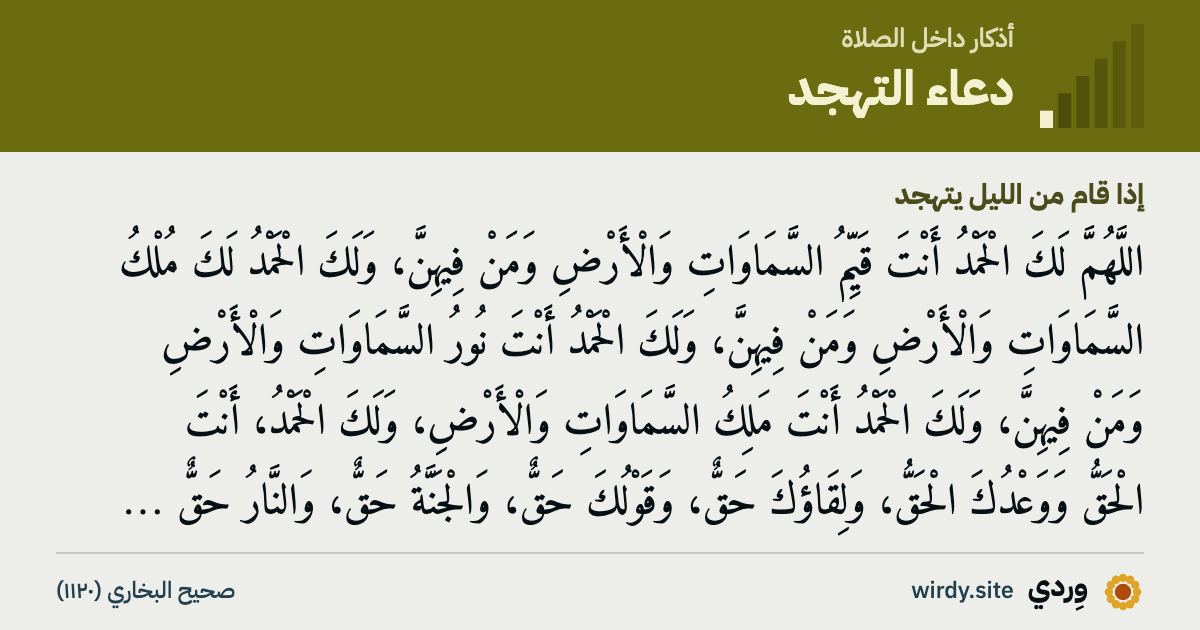 أذكار داخل الصلاة
دعاء التهجد
إذا قام من الليل يتهجد
اللَّهُمَّ لَكَ الْحَمْدُ أَنْتَ قَيِّمُ السَّمَاوَاتِ وَالْأَرْضِ وَمَنْ فِيهِنَّ، وَلَكَ الْحَمْدُ لَكَ مُلْكُ
السَّمَاوَاتِ وَالْأَرْضِ وَمَنْ فِيهِنَّ، وَلَكَ الْحَمْدُ أَنْتَ نُورُ السَّمَاوَاتِ وَالْأَرْضِ
وَمَنْ فِيهِنَّ، وَلَكَ الْحَمْدُ أَنْتَ مَلِكُ السَّمَاوَاتِ وَالْأَرْضِ، وَلَكَ الْحَمْدُ، أَنْتَ
الْحَقُّ وَوَعْدُكَ الْحَقُّ، وَلِقَاؤُكَ حَقٌّ، وَقَوْلُكَ حَقٌّ، وَالْجَنَّةُ حَقٌّ، وَالنَّارُ حَقٌّ ...
وِردي wirdy.site
صحيح البخاري (١١٢٠)